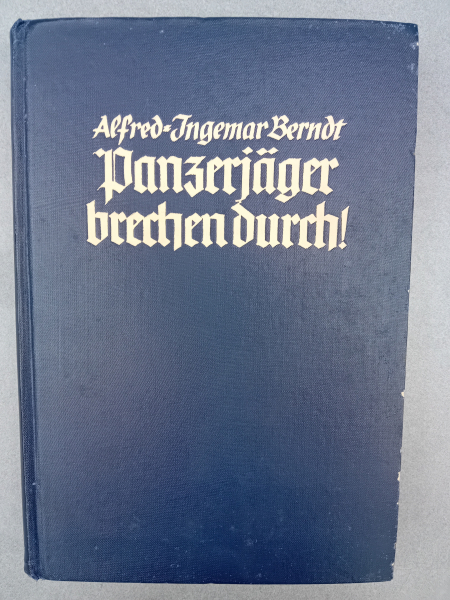 Alfred-Ingemar Berndt
Panzerjäger
brechen durch!